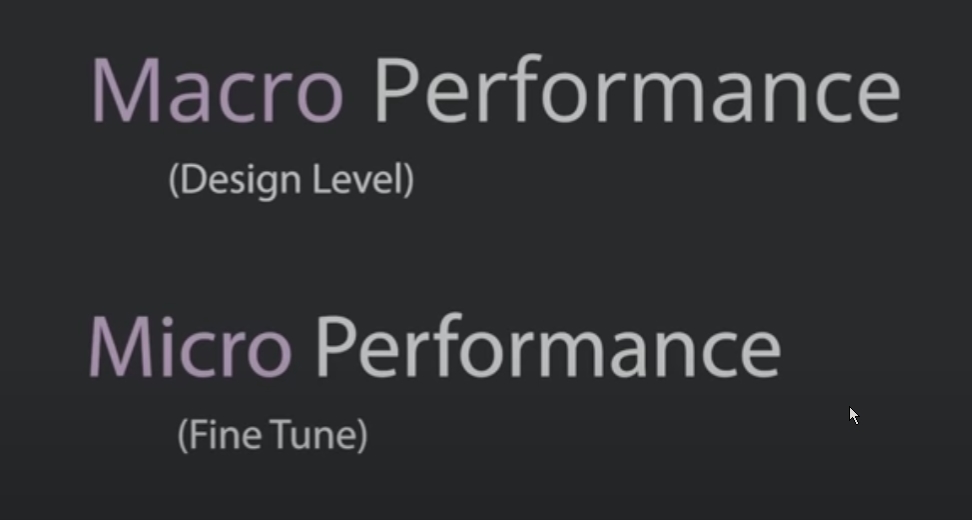 Macro Performance
(Design Level)
Micro Performance
(Fine Tune)